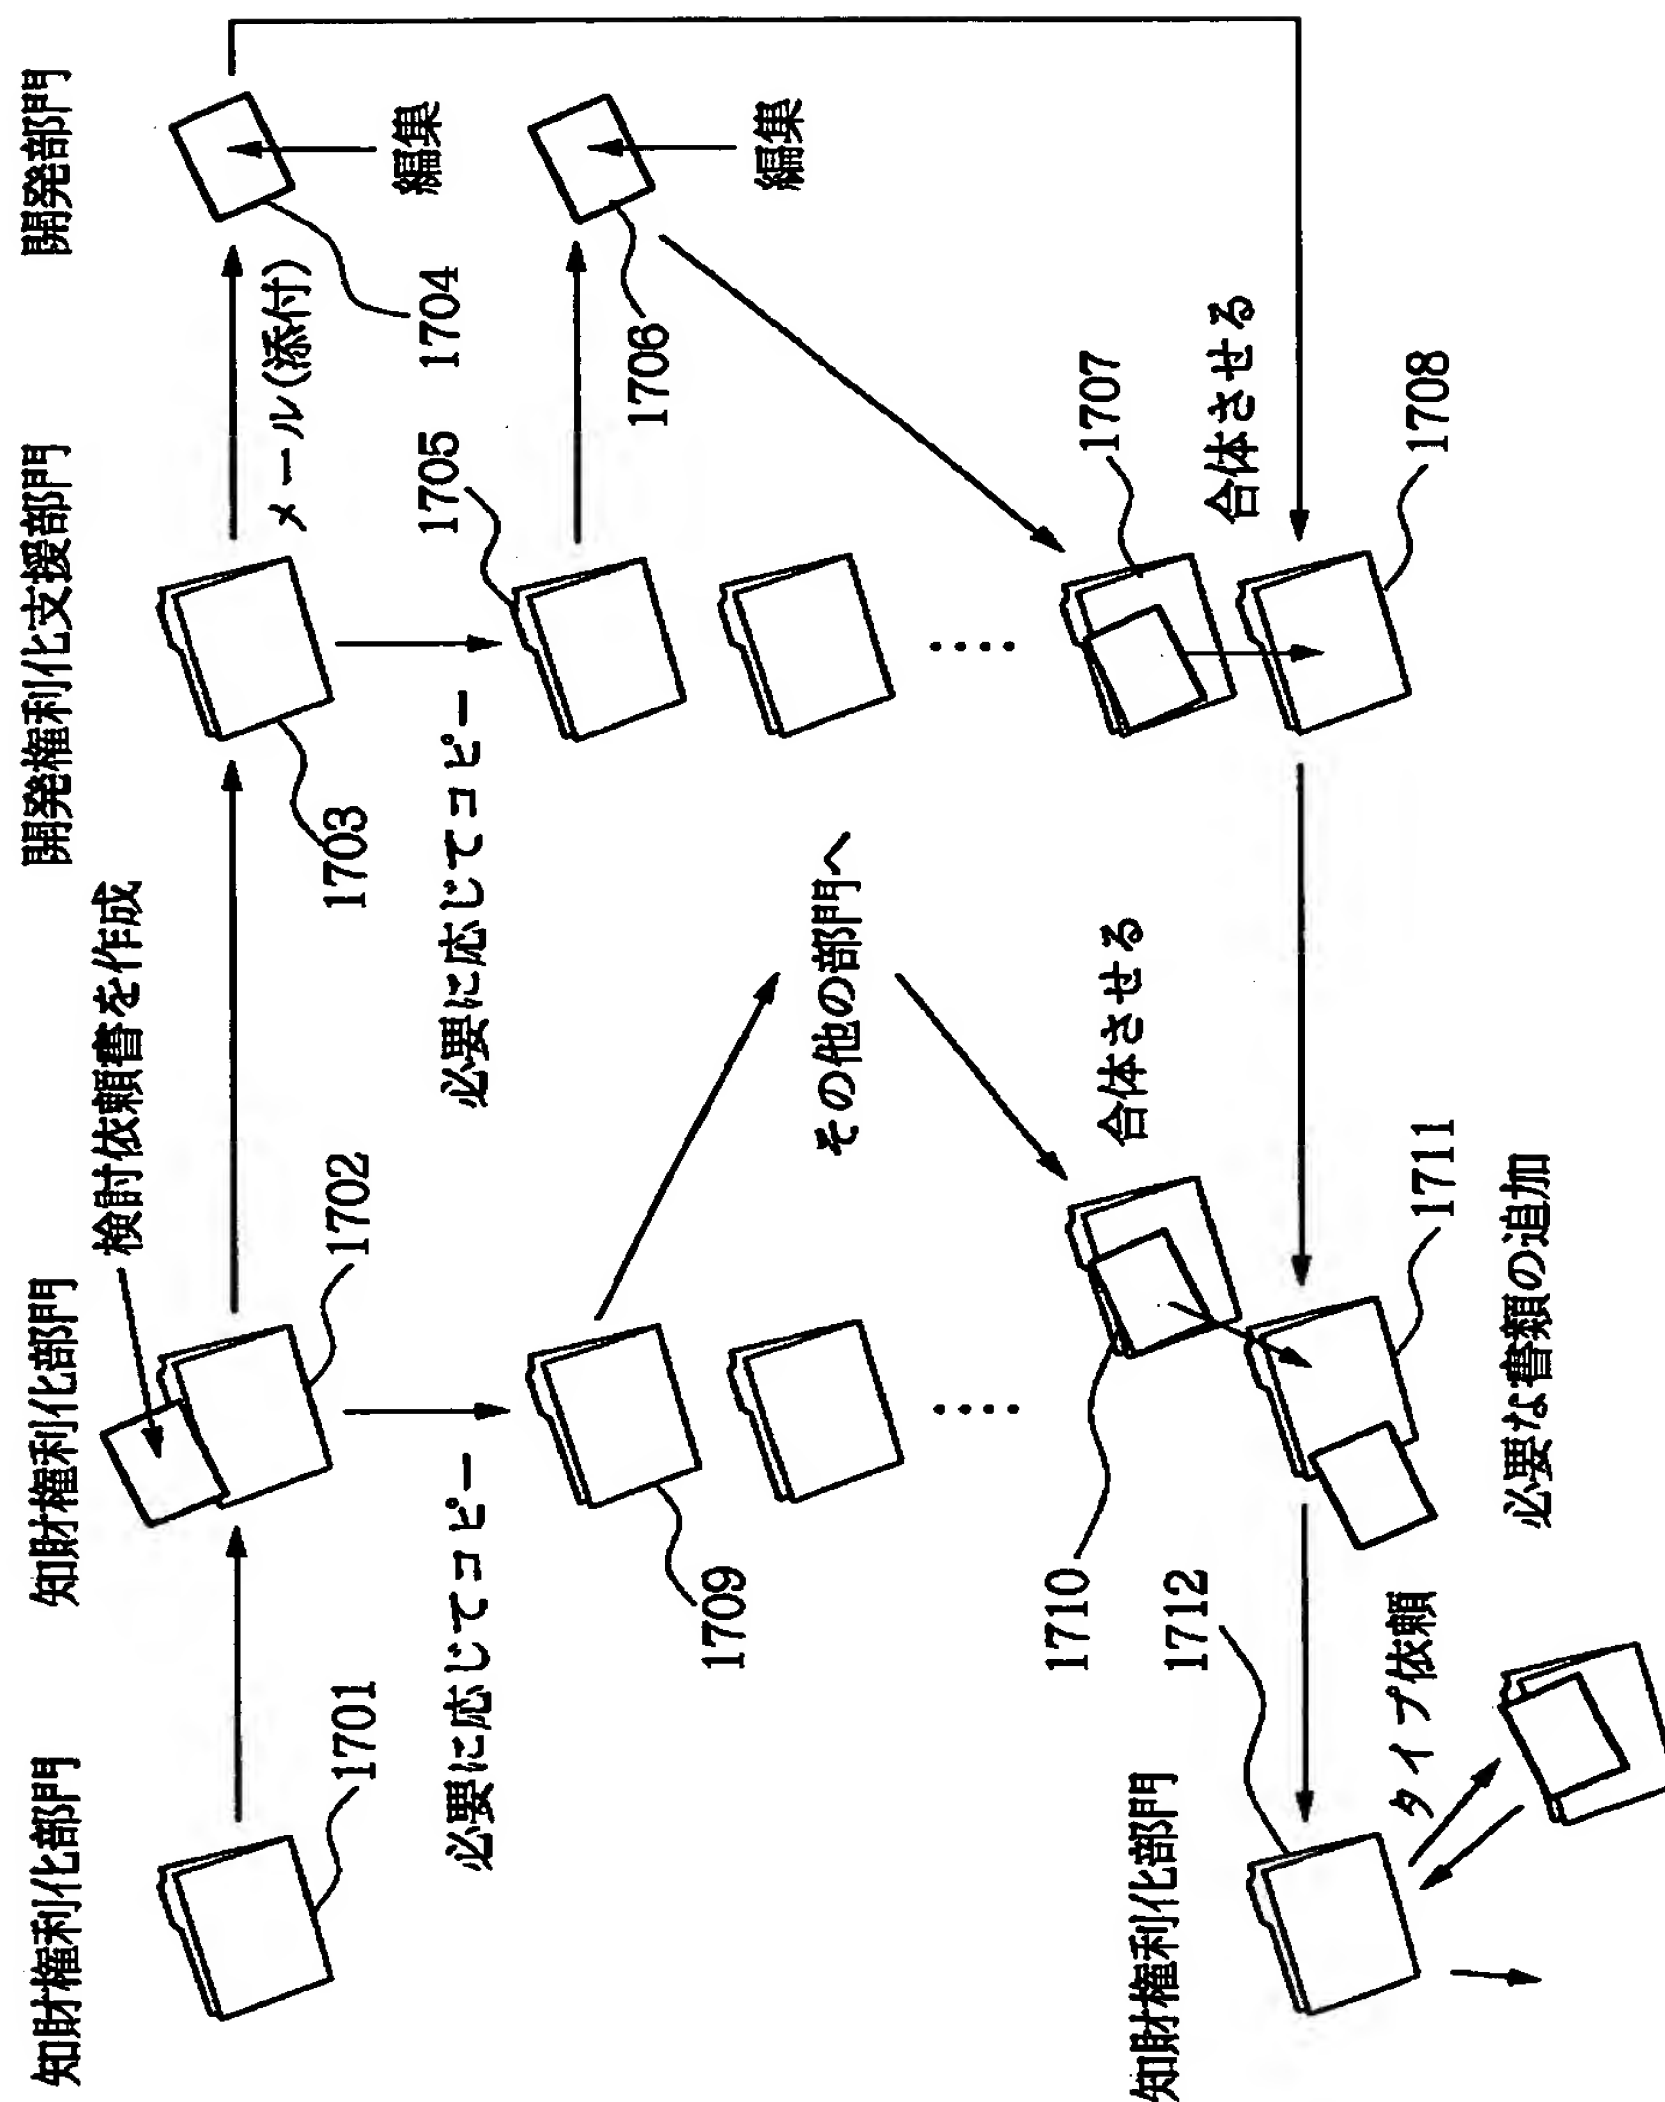 知財権利化部門
知財権利化部門
開発権利化支援部門
開発部門
検討依頼書を作成
1701
1702
1703
メール(添付)
1704
編集
必要に応じてコピー
必要に応じてコピー
1705
1709
1706
編集
その他の部門へ
1710
合体させる
1707
知財権利化部門
1712
合体させる
タイプ依頼
1711
1708
必要な書類の追加